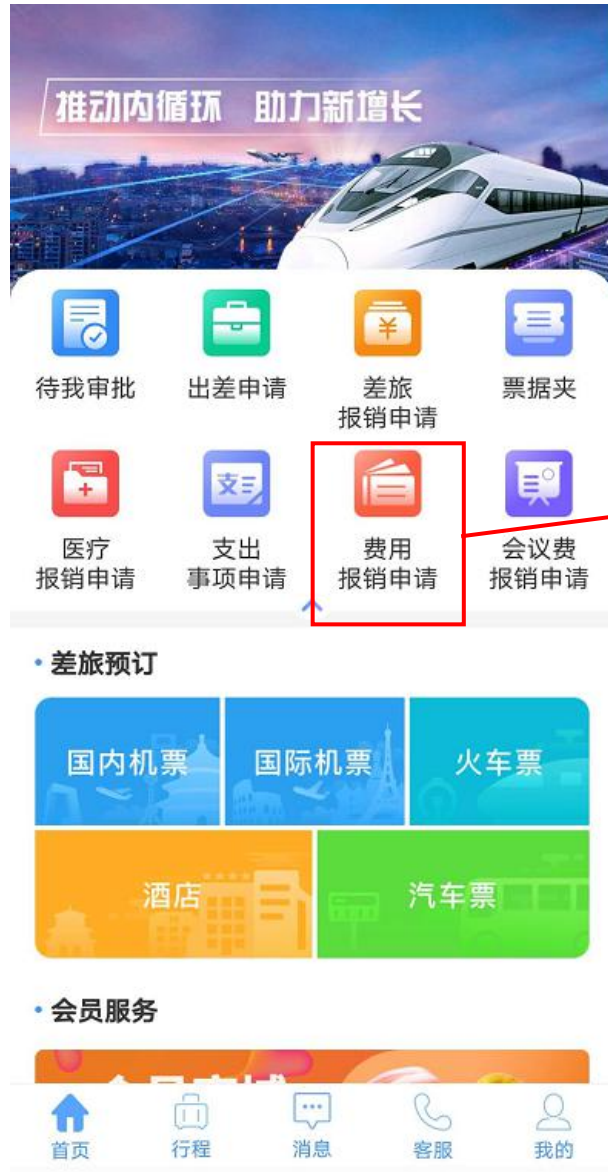 推动内循环 助力新增长
待我审批
出差申请
差旅
报销申请
票据夹
医疗
报销申请
支出
事项申请
费用
报销申请
会议费
报销申请
· 差旅预订
国内机票
国际机票
火车票
酒店
汽车票
· 会员服务
首页
行程
消息
客服
我的